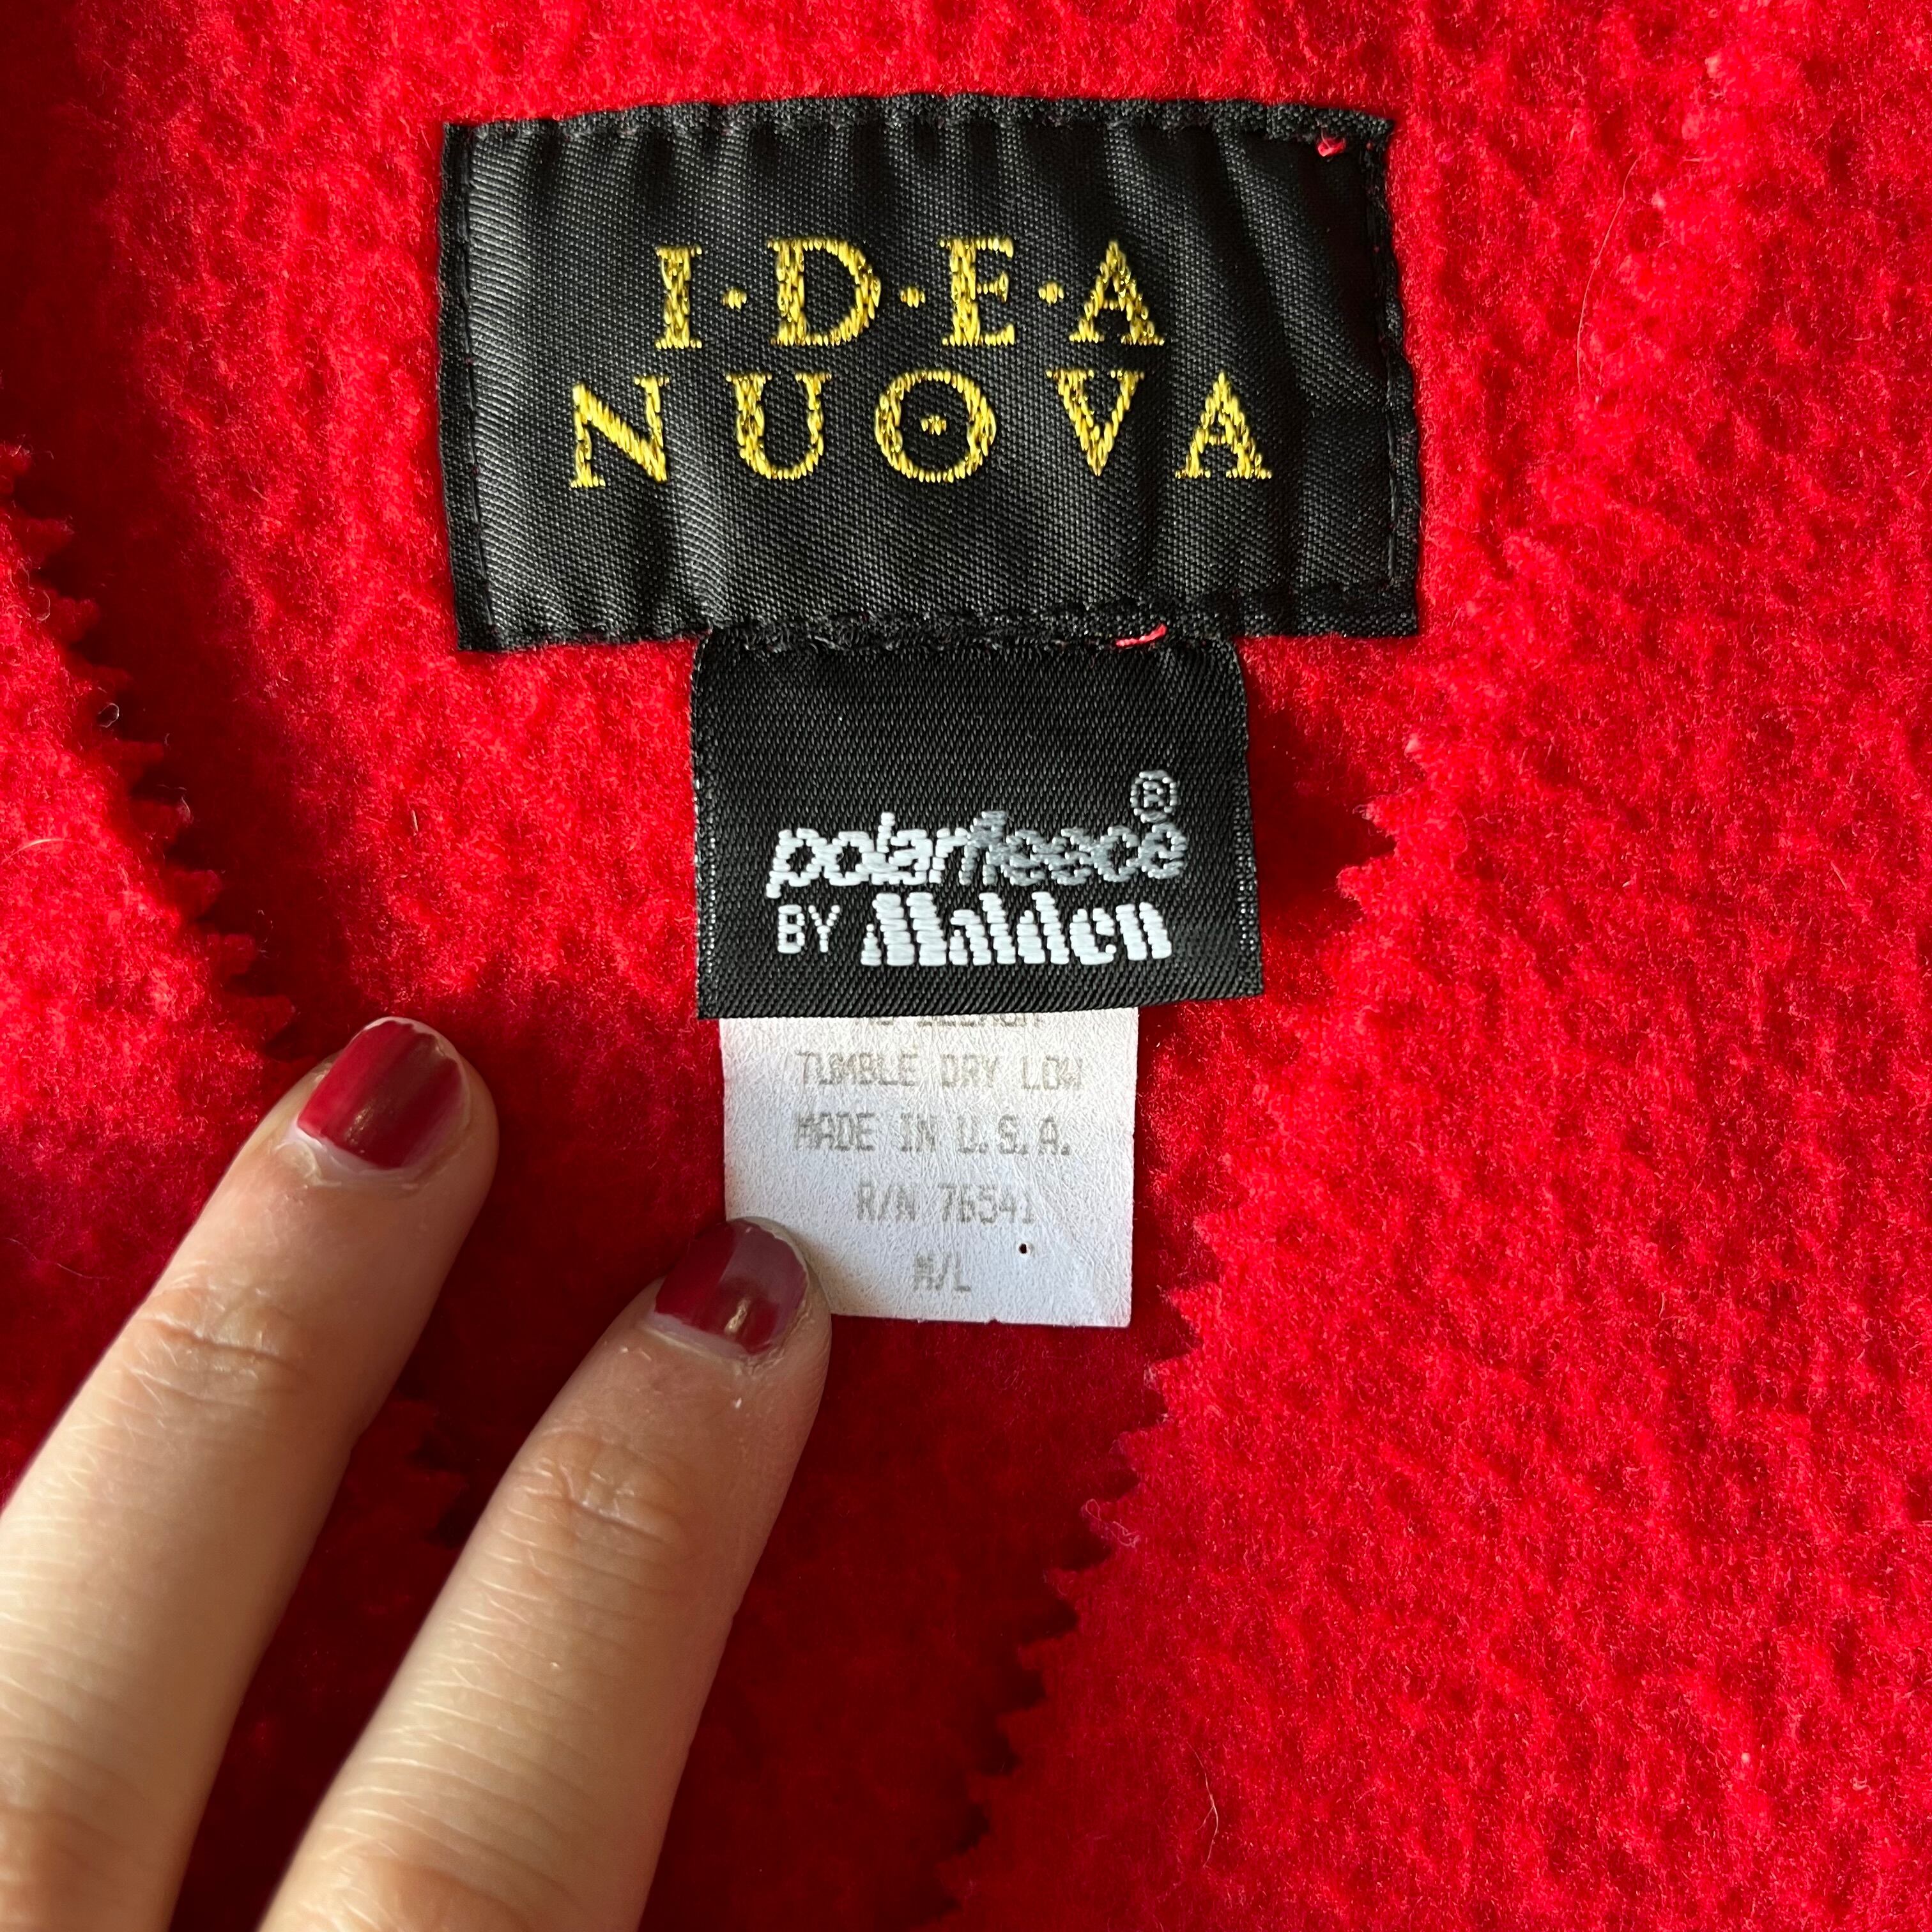 I·D·E·A
NUOVA
polarfleece®
BY Malden
TUMBLE DRY LOW
MADE IN U.S.A.
R/N 76541
M/L